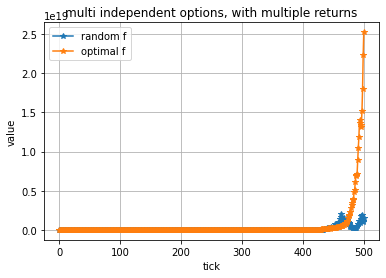 multi independent options, with multiple returns
1e19
random f
optimal f
2.5
2.0
1.5
1.0
0.5
0.0
value
0
100
200
300
400
500
tick